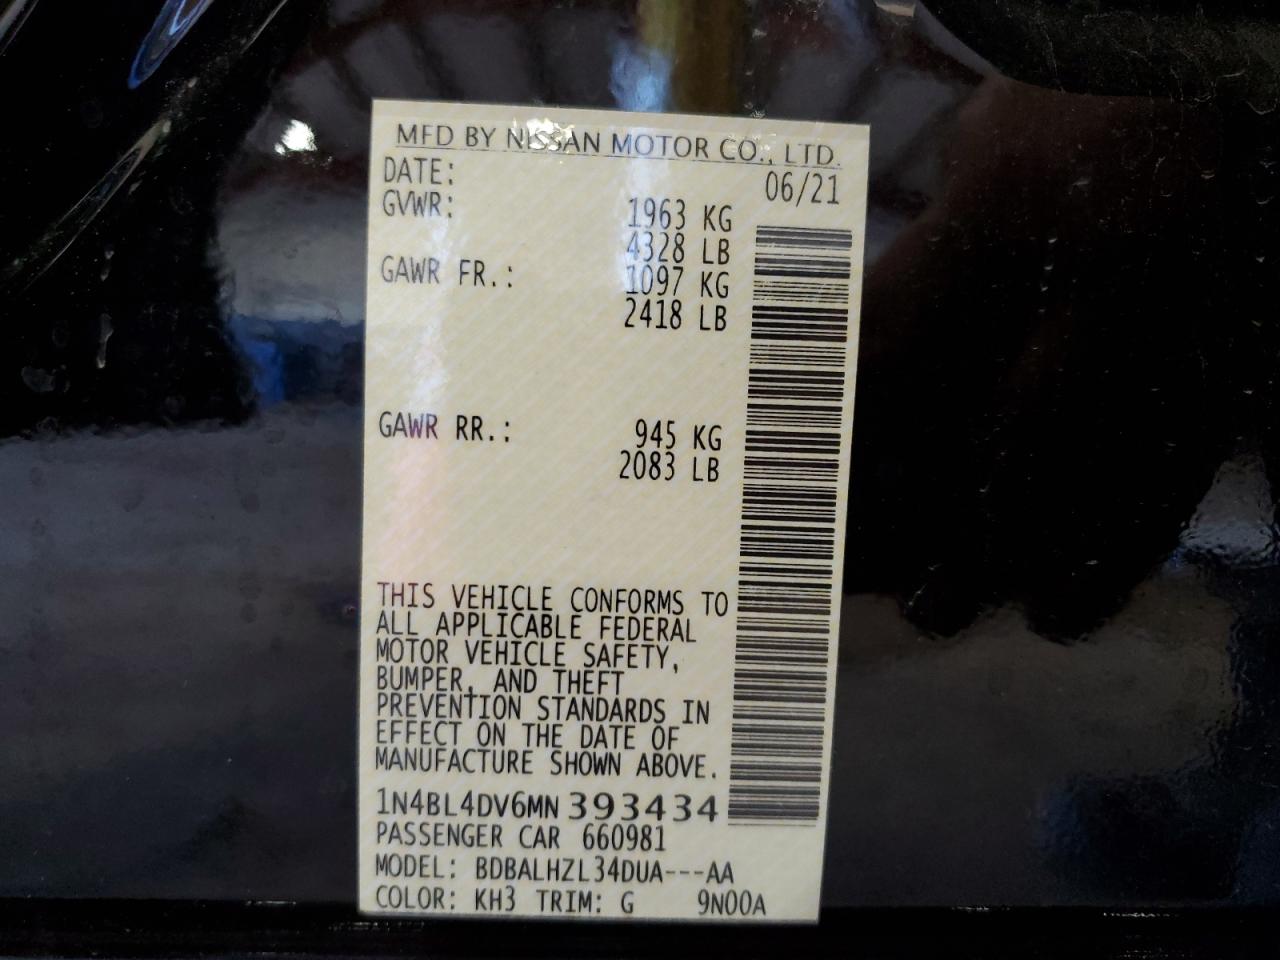 MFD BY NISSAN MOTOR CO., LTD.
DATE: 06/21
GVWR: 1963 KG
4328 LB
GAWR FR.: 1097 KG
2418 LB
GAWR RR.: 945 KG
2083 LB
THIS VEHICLE CONFORMS TO
ALL APPLICABLE FEDERAL
MOTOR VEHICLE SAFETY,
BUMPER, AND THEFT
PREVENTION STANDARDS IN
EFFECT ON THE DATE OF
MANUFACTURE SHOWN ABOVE.
1N4BL4DV6MN393434
PASSENGER CAR 660981
MODEL: BDBALHZL34DUA---AA
COLOR: KH3 TRIM: G 9N00A